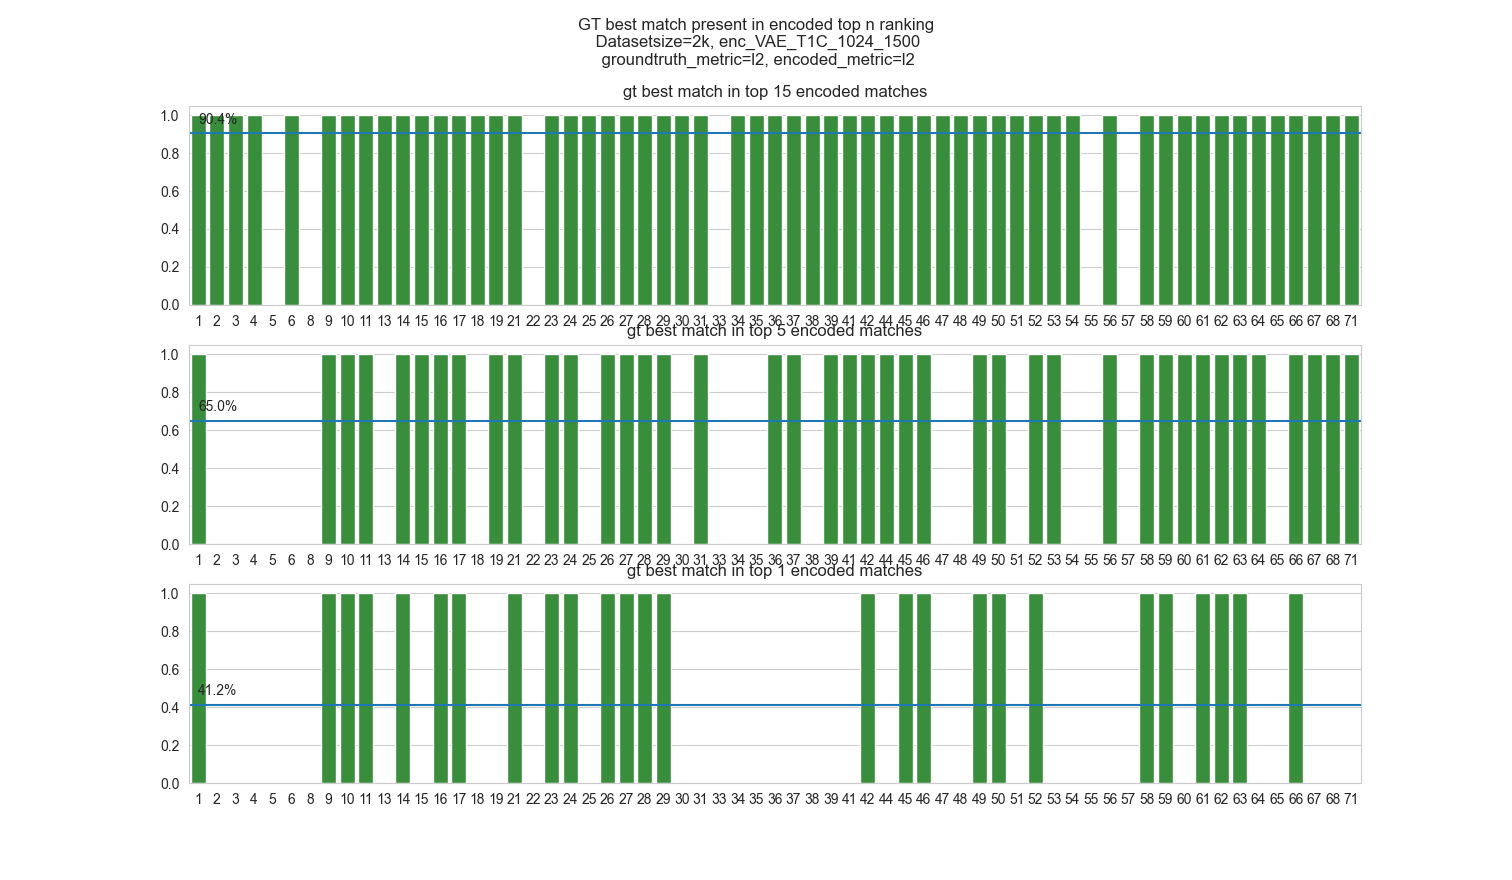 GT best match present in encoded top n ranking
Datasetsize=2k, enc_VAE_T1C_1024_1500
groundtruth_metric=l2, encoded_metric=l2
gt best match in top 15 encoded matches
1.0
90.4%
0.8
0.6
0.4
0.2
0.0
1 2 3 4 5 6 8 9 10 11 13 14 15 16 17 18 19 21 22 23 24 25 26 27 28 29 30 31 33 34 35 36 37 38 39 41 42 44 45 46 47 48 49 50 51 52 53 54 55 56 57 58 59 60 61 62 63 64 65 66 67 68 71
gt best match in top 5 encoded matches
1.0
0.8
65.0%
0.6
0.4
0.2
0.0
1 2 3 4 5 6 8 9 10 11 13 14 15 16 17 18 19 21 22 23 24 25 26 27 28 29 30 31 33 34 35 36 37 38 39 41 42 44 45 46 47 48 49 50 51 52 53 54 55 56 57 58 59 60 61 62 63 64 65 66 67 68 71
gt best match in top 1 encoded matches
1.0
0.8
0.6
41.2%
0.4
0.2
0.0
1 2 3 4 5 6 8 9 10 11 13 14 15 16 17 18 19 21 22 23 24 25 26 27 28 29 30 31 33 34 35 36 37 38 39 41 42 44 45 46 47 48 49 50 51 52 53 54 55 56 57 58 59 60 61 62 63 64 65 66 67 68 71